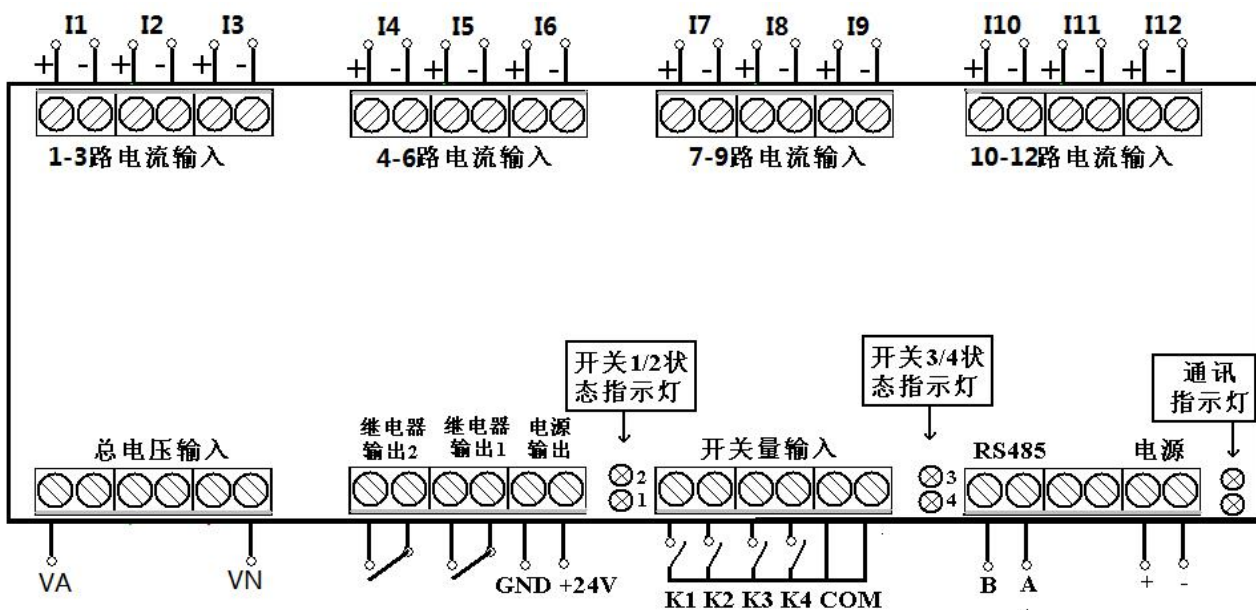 I1 I2 I3 I4 I5 I6 I7 I8 I9 I10 I11 I12
+ - + - + - + - + - + - + - + - + - + - + - + -
1-3路电流输入 4-6路电流输入 7-9路电流输入 10-12路电流输入
开关1/2状
态指示灯
开关3/4状
态指示灯
通讯
指示灯
总电压输入
继电器
输出2
继电器
输出1
电源
输出
开关量输入
RS485
电源
2
1
3
4
VA VN
GND +24V
K1 K2 K3 K4 COM
B A
+ -